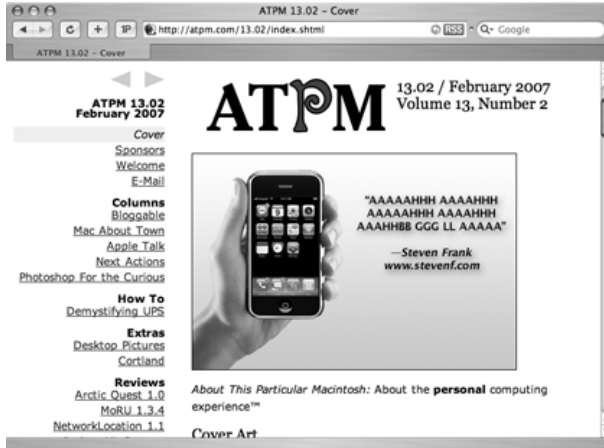 ATPM 13.02 – Cover
1P
http://atpm.com/13.02/index.shtml
RSS
Google
ATPM 13.02 – Cover
ATPM 13.02
February 2007
Cover
Sponsors
Welcome
E-Mail
Columns
Bloggable
Mac About Town
Apple Talk
Next Actions
Photoshop For the Curious
How To
Demystifying UPS
Extras
Desktop Pictures
Cortland
Reviews
Arctic Quest 1.0
MoRU 1.3.4
NetworkLocation 1.1
ATPM
13.02 / February 2007
Volume 13, Number 2
"AAAAAHHH AAAAHHH
AAAAAHHH AAAAHHH
AAAHHBB GGG LL AAAAA"
—Steven Frank
www.stevenf.com
About This Particular Macintosh: About the personal computing
experience™
Cover Art